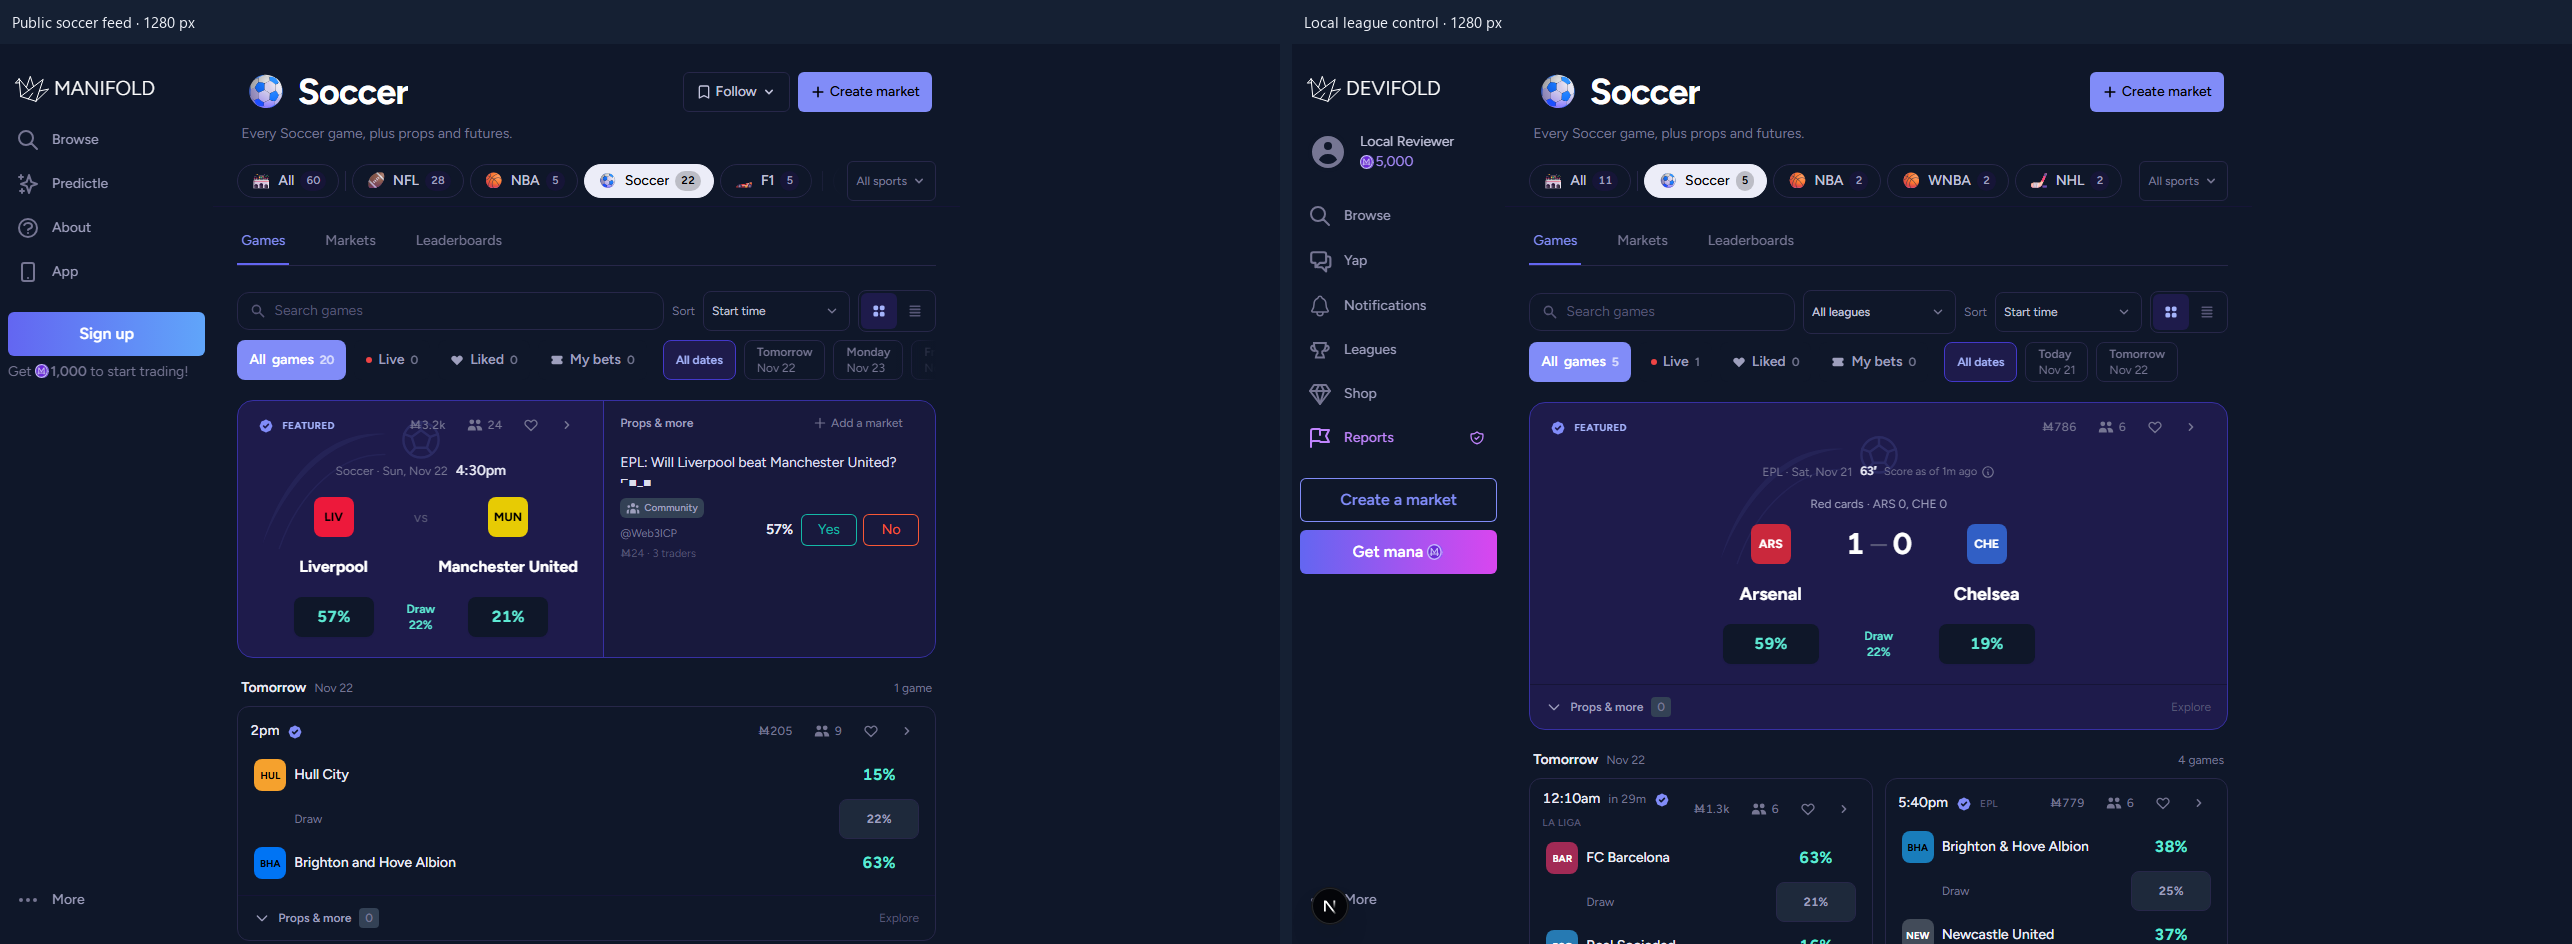 Public soccer feed · 1280 px
MANIFOLD
Browse
Predictle
About
App
Sign up
Get Ⓜ1,000 to start trading!
More
Soccer
Follow
+ Create market
Every Soccer game, plus props and futures.
All 60
NFL 28
NBA 5
Soccer 22
F1 5
All sports
Games Markets Leaderboards
Search games
Sort
Start time
All games 20
Live 0
Liked 0
My bets 0
All dates
Tomorrow
Nov 22
Monday
Nov 23
FEATURED
Ṁ3.2k
24
Soccer · Sun, Nov 22 4:30pm
LIV
vs
MUN
Liverpool
Manchester United
57%
Draw
22%
21%
Props & more
+ Add a market
EPL: Will Liverpool beat Manchester United?
Community
@Web3ICP
Ṁ24 · 3 traders
57%
Yes
No
Tomorrow Nov 22
1 game
2pm
Ṁ205
9
HUL Hull City 15%
Draw 22%
BHA Brighton and Hove Albion 63%
Props & more 0
Explore
Local league control · 1280 px
DEVIFOLD
Local Reviewer
Ⓜ5,000
Browse
Yap
Notifications
Leagues
Shop
Reports
Create a market
Get mana Ⓜ
N
More
Soccer
+ Create market
Every Soccer game, plus props and futures.
All 11
Soccer 5
NBA 2
WNBA 2
NHL 2
All sports
Games Markets Leaderboards
Search games
All leagues
Sort
Start time
All games 5
Live 1
Liked 0
My bets 0
All dates
Today
Nov 21
Tomorrow
Nov 22
FEATURED
Ṁ786
6
EPL · Sat, Nov 21 63' Score as of 1m ago
Red cards · ARS 0, CHE 0
ARS
1 – 0
CHE
Arsenal
Chelsea
59%
Draw
22%
19%
Props & more 0
Explore
Tomorrow Nov 22
4 games
12:10am in 29m
LA LIGA
Ṁ1.3k
6
BAR FC Barcelona 63%
Draw 21%
5:40pm EPL
Ṁ779
6
BHA Brighton & Hove Albion 38%
Draw 25%
NEW Newcastle United 37%